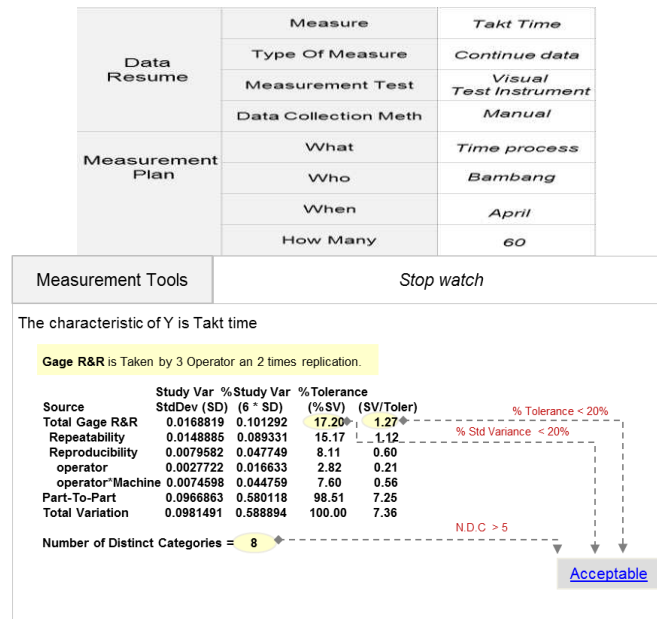 Data Resume
Measure Takt Time
Type Of Measure Continue data
Measurement Test Visual Test Instrument
Data Collection Meth Manual
Measurement Plan
What Time process
Who Bambang
When April
How Many 60
Measurement Tools Stop watch
The characteristic of Y is Takt time
Gage R&R is Taken by 3 Operator an 2 times replication.
Study Var %Study Var %Tolerance
Source StdDev (SD) (6 * SD) (%SV) (SV/Toler)
Total Gage R&R 0.0168819 0.101292 17.20 1.27
Repeatability 0.0148885 0.089331 15.17 1.12
Reproducibility 0.0079582 0.047749 8.11 0.60
operator 0.0027722 0.016633 2.82 0.21
operator*Machine 0.0074598 0.044759 7.60 0.56
Part-To-Part 0.0966863 0.580118 98.51 7.25
Total Variation 0.0981491 0.588894 100.00 7.36
Number of Distinct Categories = 8
% Tolerance < 20%
% Std Variance < 20%
N.D.C > 5
Acceptable